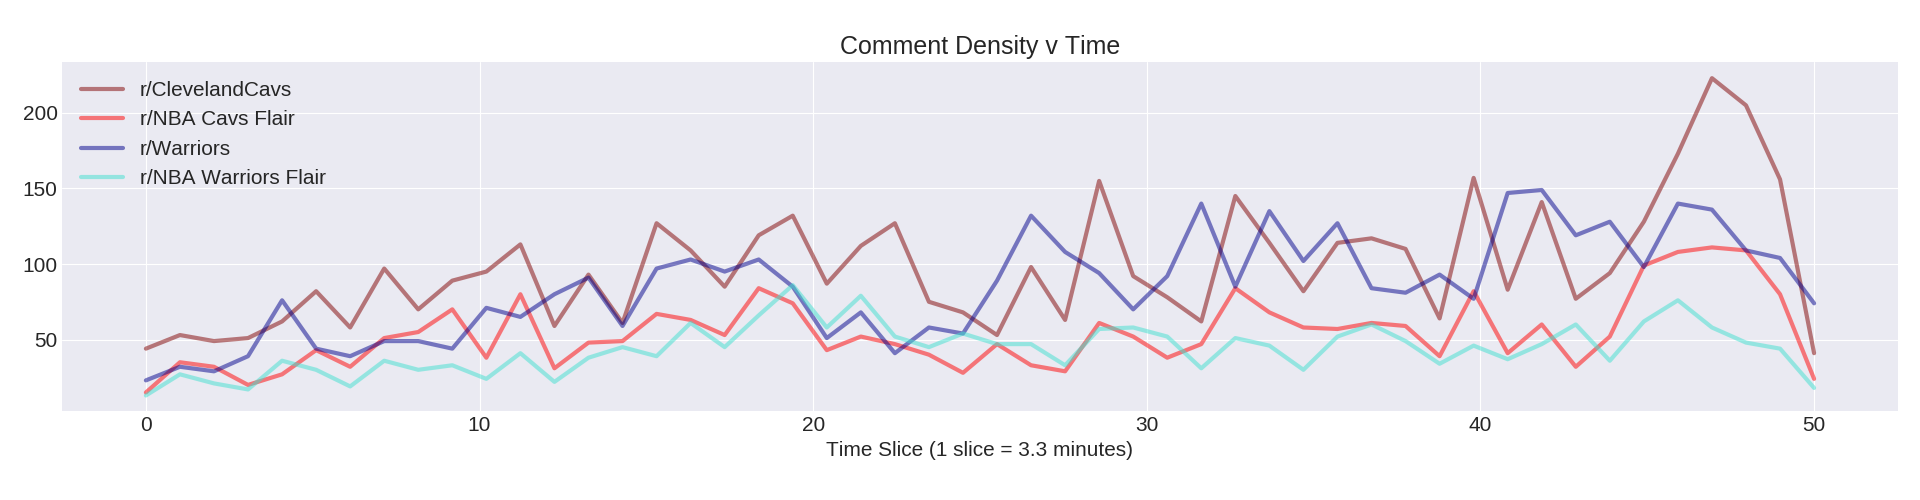 Comment Density v Time
r/ClevelandCavs
r/NBA Cavs Flair
r/Warriors
r/NBA Warriors Flair
200
150
100
50
0 10 20 30 40 50
Time Slice (1 slice = 3.3 minutes)